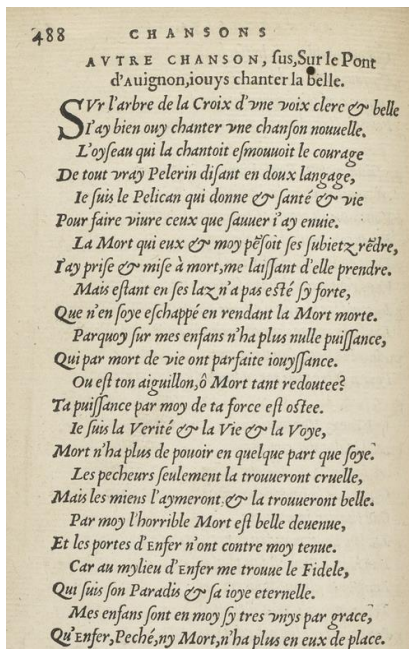 488 CHANSONS
AVTRE CHANSON, sus, Sur le Pont
d'Auignon, iouys chanter la belle.
SVr l'arbre de la Croix d'vne voix clere & belle
I'ay bien ouy chanter vne chanſon nouuelle.
L'oyſeau qui la chantoit eſmouuoit le courage
De tout vray Pelerin diſant en doux langage,
Ie ſuis le Pelican qui donne & ſanté & vie
Pour faire viure ceux que ſauuer i'ay enuie.
La Mort qui eux & moy pẽſoit ſes ſubietz rẽdre,
I'ay priſe & miſe à mort, me laiſſant d'elle prendre.
Mais eſtant en ſes laz n'a pas eſté ſy forte,
Que n'en ſoye eſchappé en rendant la Mort morte.
Parquoy ſur mes enfans n'ha plus nulle puiſſance,
Qui par mort de vie ont parfaite iouyſſance.
Ou eſt ton aiguillon, ô Mort tant redoutee?
Ta puiſſance par moy de ta force eſt oſtee.
Ie ſuis la Verité & la Vie & la Voye,
Mort n'ha plus de pouoir en quelque part que ſoye.
Les pecheurs ſeulement la trouueront cruelle,
Mais les miens l'aymeront, & la trouueront belle.
Par moy l'horrible Mort eſt belle deuenue,
Et les portes d'Enfer n'ont contre moy tenue.
Car au mylieu d'Enfer me trouue le Fidele,
Qui ſuis ſon Paradis & ſa ioye eternelle.
Mes enfans ſont en moy ſy tres vnys par grace,
Qu'Enfer, Peché, ny Mort, n'ha plus en eux de place.